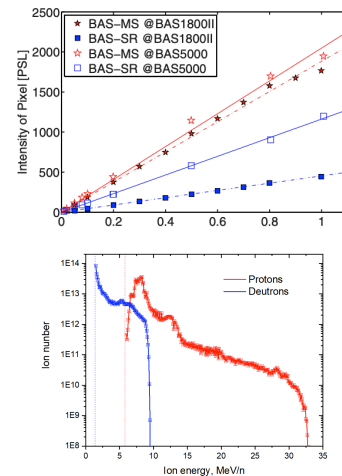 2500
2000
1500
1000
500
0
Intensity of Pixel [PSL]
BAS-MS @BAS1800II
BAS-SR @BAS1800II
BAS-MS @BAS5000
BAS-SR @BAS5000
0 0.2 0.4 0.6 0.8 1.0
1E14
1E13
1E12
1E11
1E10
1E9
1E8
Ion nunber
Protons
Deutrons
0 5 10 15 20 25 30 35
Ion energy, MeV/n